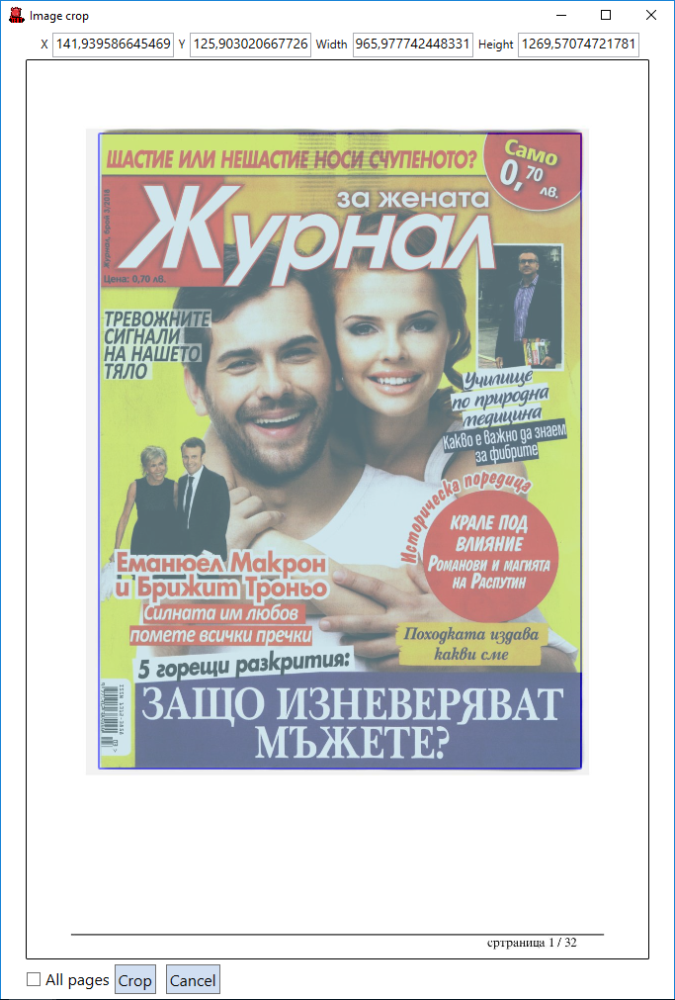 Image crop
X 141,939586645469 Y 125,903020667726 Width 965,977742448331 Height 1269,57074721781
ЩАСТИЕ ИЛИ НЕЩАСТИЕ НОСИ СЧУПЕНОТО?
Само
0,70
лв.
за жената
Журнал
Журнал, брой 3/2018
Цена: 0,70 лв.
ТРЕВОЖНИТЕ
СИГНАЛИ
НА НАШЕТО
ТЯЛО
Училище
по природна
медицина
Какво е важно да знаем
за фибрите
Историческа поредица
КРАЛЕ ПОД
ВЛИЯНИЕ
РОМАНОВИ И МАГИЯТА
НА РАСПУТИН
Еманюел Макрон
и Брижит Троньо
Силната им любов
помете всички пречки
Походката издава
какви сме
5 горещи разкрития:
ЗАЩО ИЗНЕВЕРЯВАТ
МЪЖЕТЕ?
сртраница 1 / 32
All pages Crop Cancel